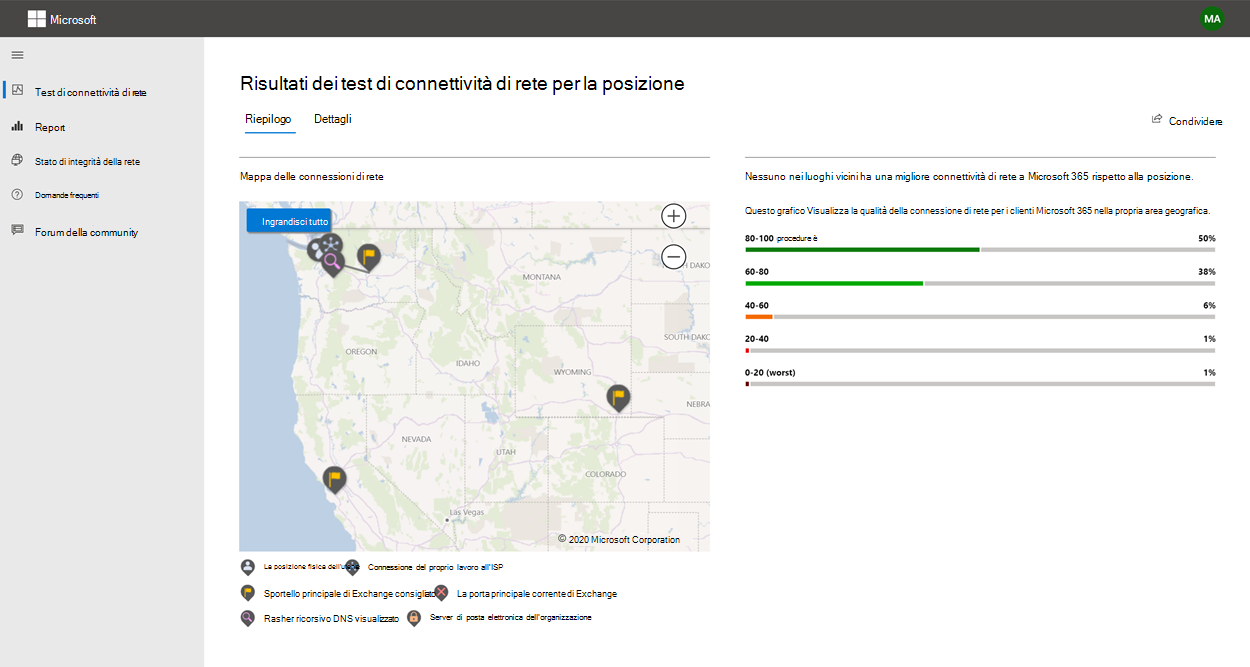 Microsoft
MA
Test di connettività di rete
Report
Stato di integrità della rete
Domande frequenti
Forum della community
Risultati dei test di connettività di rete per la posizione
Riepilogo
Dettagli
Condividere
Mappa delle connessioni di rete
Ingrandisci tutto
MONTANA
H DAKO
OREGON
IDAHO
SOUTH DAKO
WYOMING
NEBRA
NEVADA
UTAH
COLORADO
Las Vegas
© 2020 Microsoft Corporation
La posizione fisica dell'
Connessione del proprio lavoro all'ISP
Sportello principale di Exchange consigliato
La porta principale corrente di Exchange
Rasher ricorsivo DNS visualizzato
Server di posta elettronica dell'organizzazione
Nessuno nei luoghi vicini ha una migliore connettività di rete a Microsoft 365 rispetto alla posizione.
Questo grafico Visualizza la qualità della connessione di rete per i clienti Microsoft 365 nella propria area geografica.
80-100 procedure è 50%
60-80 38%
40-60 6%
20-40 1%
0-20 (worst) 1%